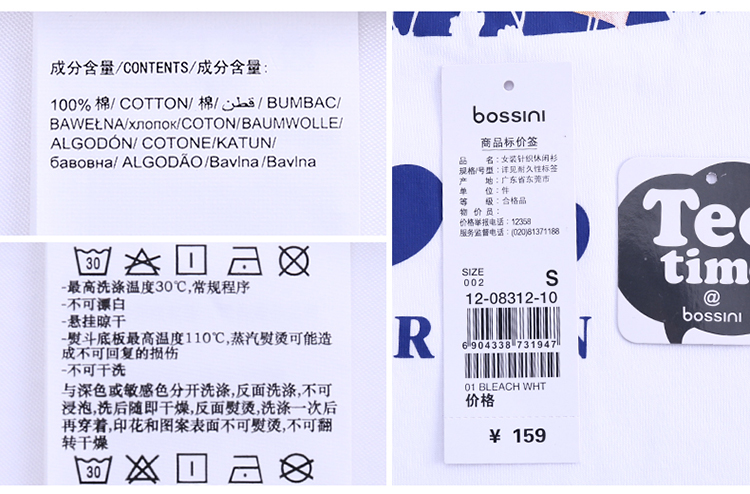 成分含量/CONTENTS/成分含量:
100% 棉/ COTTON/ 棉/ قطن / BUMBAC/
BAWEŁNA/хлопок/COTON/BAUMWOLLE/
ALGODÓN/ COTONE/KATUN/
бавовна/ ALGODÃO/Bavlna/Bavlna
30
-最高洗涤温度30℃,常规程序
-不可漂白
-悬挂晾干
-熨斗底板最高温度110℃,蒸汽熨烫可能造
成不可回复的损伤
-不可干洗
与深色或敏感色分开洗涤,反面洗涤,不可
浸泡,洗后随即干燥,反面熨烫,洗涤一次后
再穿着,印花和图案表面不可熨烫,不可翻
转干燥
30
bossini
商品标价签
品 名:女装针织休闲衫
规格/号型:详见耐久性标签
产 地:广东省东莞市
单 位:件
等 级:合格品
物 价 员:
价格举报电话:12358
服务监督电话:(020)81371188
SIZE
002 S
12-08312-10
6 904338 731947
01 BLEACH WHT
价格
¥ 159
Tee
time
@
bossini
R N